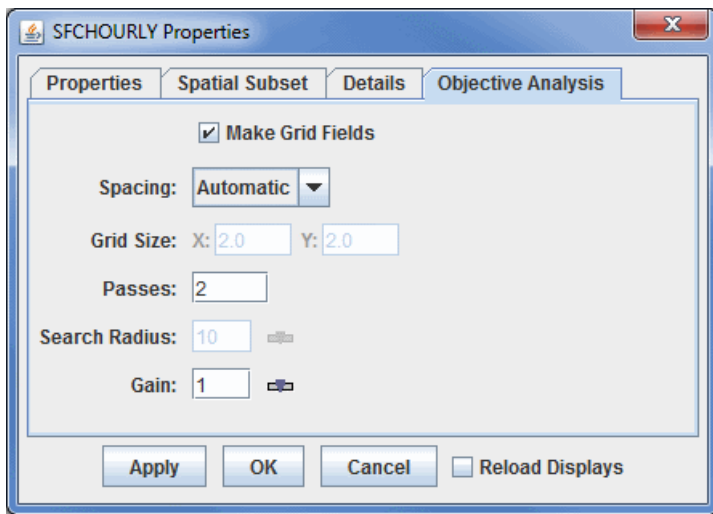 SFCHOURLY Properties
Properties Spatial Subset Details Objective Analysis
Make Grid Fields
Spacing: Automatic
Grid Size: X: 2.0 Y: 2.0
Passes: 2
Search Radius: 10
Gain: 1
Apply OK Cancel Reload Displays